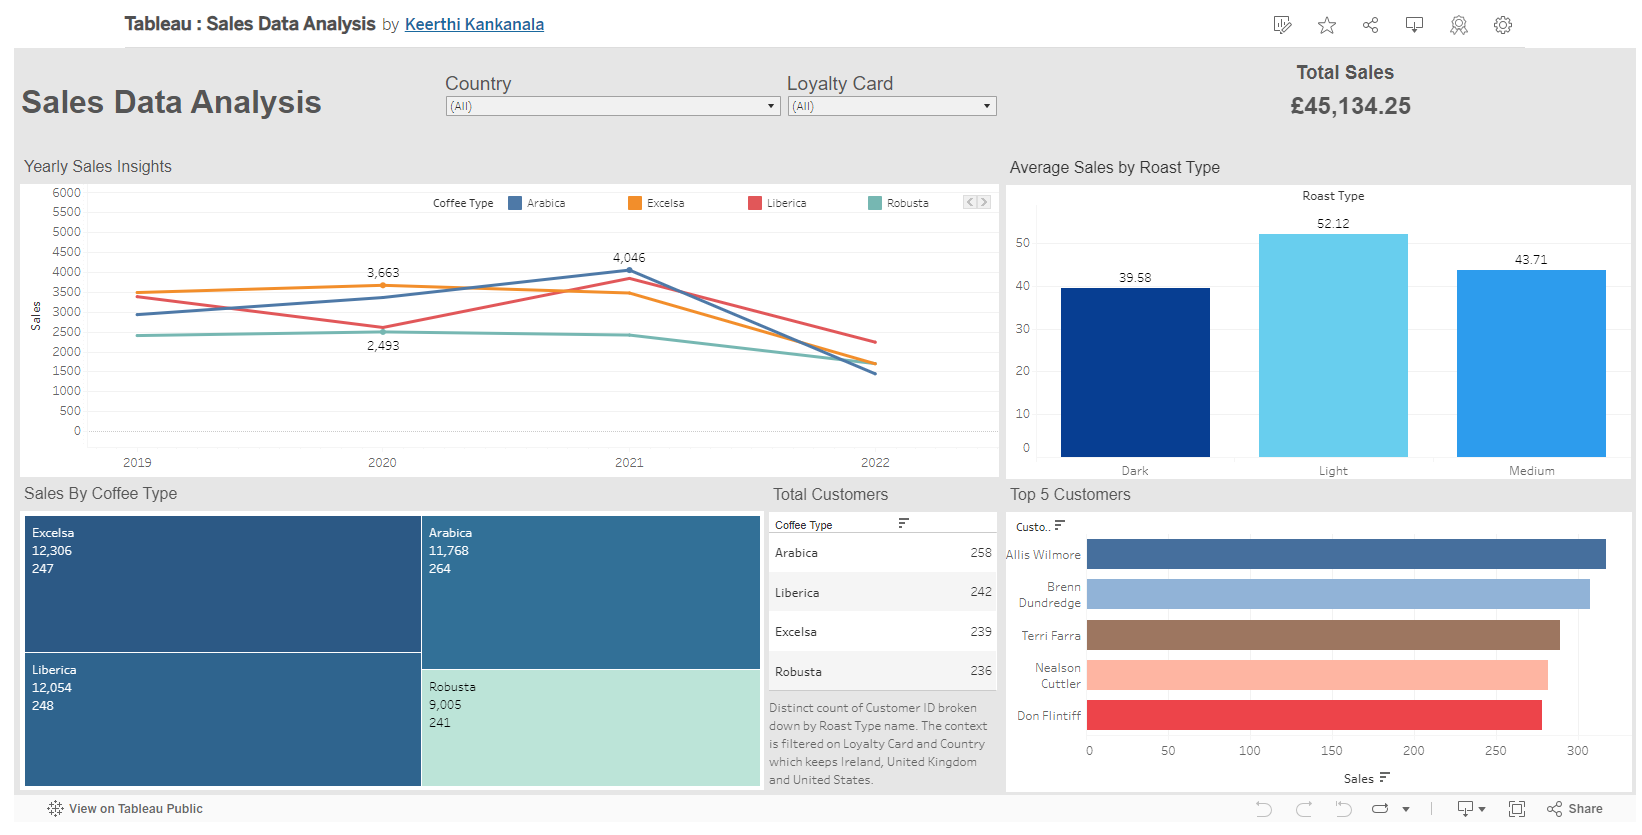 Tableau : Sales Data Analysis by Keerthi Kankanala
Sales Data Analysis
Country
(All)
Loyalty Card
(All)
Total Sales
£45,134.25
Yearly Sales Insights
Coffee Type Arabica Excelsa Liberica Robusta
Sales
6000
5500
5000
4500
4000
3500
3000
2500
2000
1500
1000
500
0
3,663
2,493
4,046
2019 2020 2021 2022
Average Sales by Roast Type
Roast Type
50
40
30
20
10
0
39.58
52.12
43.71
Dark Light Medium
Sales By Coffee Type
Excelsa
12,306
247
Arabica
11,768
264
Liberica
12,054
248
Robusta
9,005
241
Total Customers
Coffee Type
Arabica 258
Liberica 242
Excelsa 239
Robusta 236
Distinct count of Customer ID broken
down by Roast Type name. The context
is filtered on Loyalty Card and Country
which keeps Ireland, United Kingdom
and United States.
Top 5 Customers
Custo..
Allis Wilmore
Brenn
Dundredge
Terri Farra
Nealson
Cuttler
Don Flintiff
0 50 100 150 200 250 300
Sales
View on Tableau Public
Share